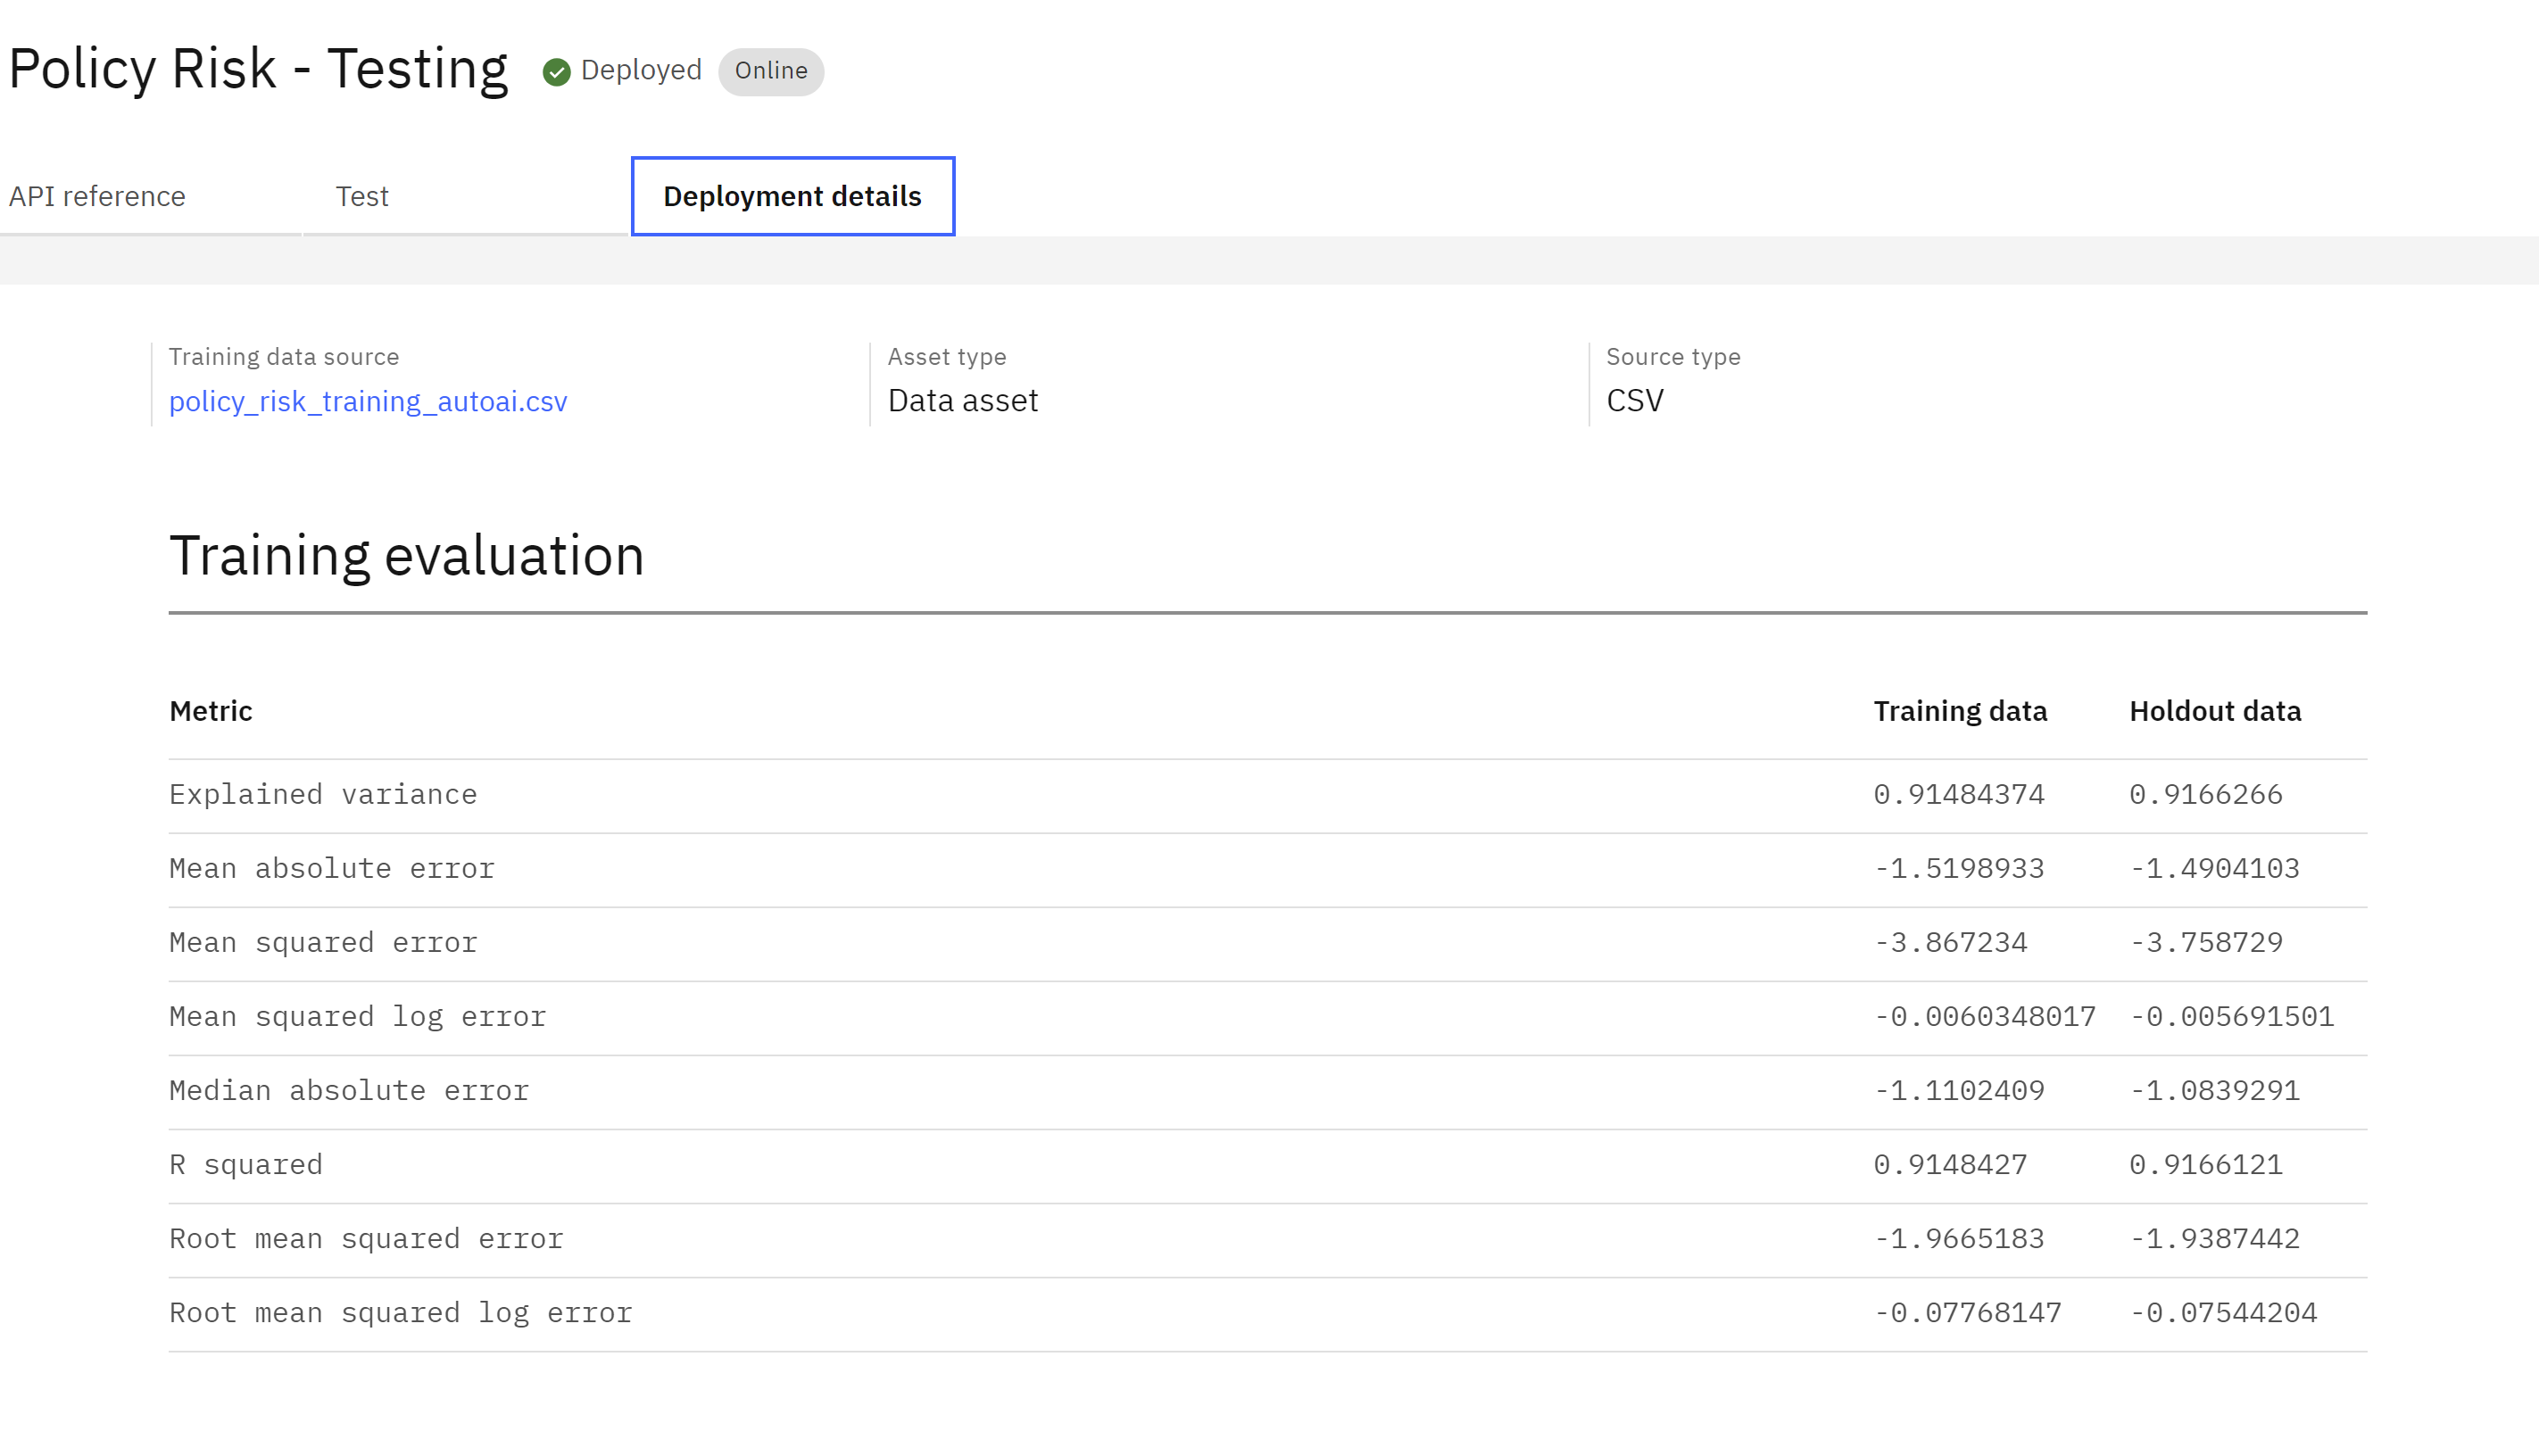 Policy Risk - Testing Deployed Online
API reference Test Deployment details
Training data source Asset type Source type
policy_risk_training_autoai.csv Data asset CSV
Training evaluation
Metric Training data Holdout data
Explained variance 0.91484374 0.9166266
Mean absolute error -1.5198933 -1.4904103
Mean squared error -3.867234 -3.758729
Mean squared log error -0.0060348017 -0.005691501
Median absolute error -1.1102409 -1.0839291
R squared 0.9148427 0.9166121
Root mean squared error -1.9665183 -1.9387442
Root mean squared log error -0.07768147 -0.07544204